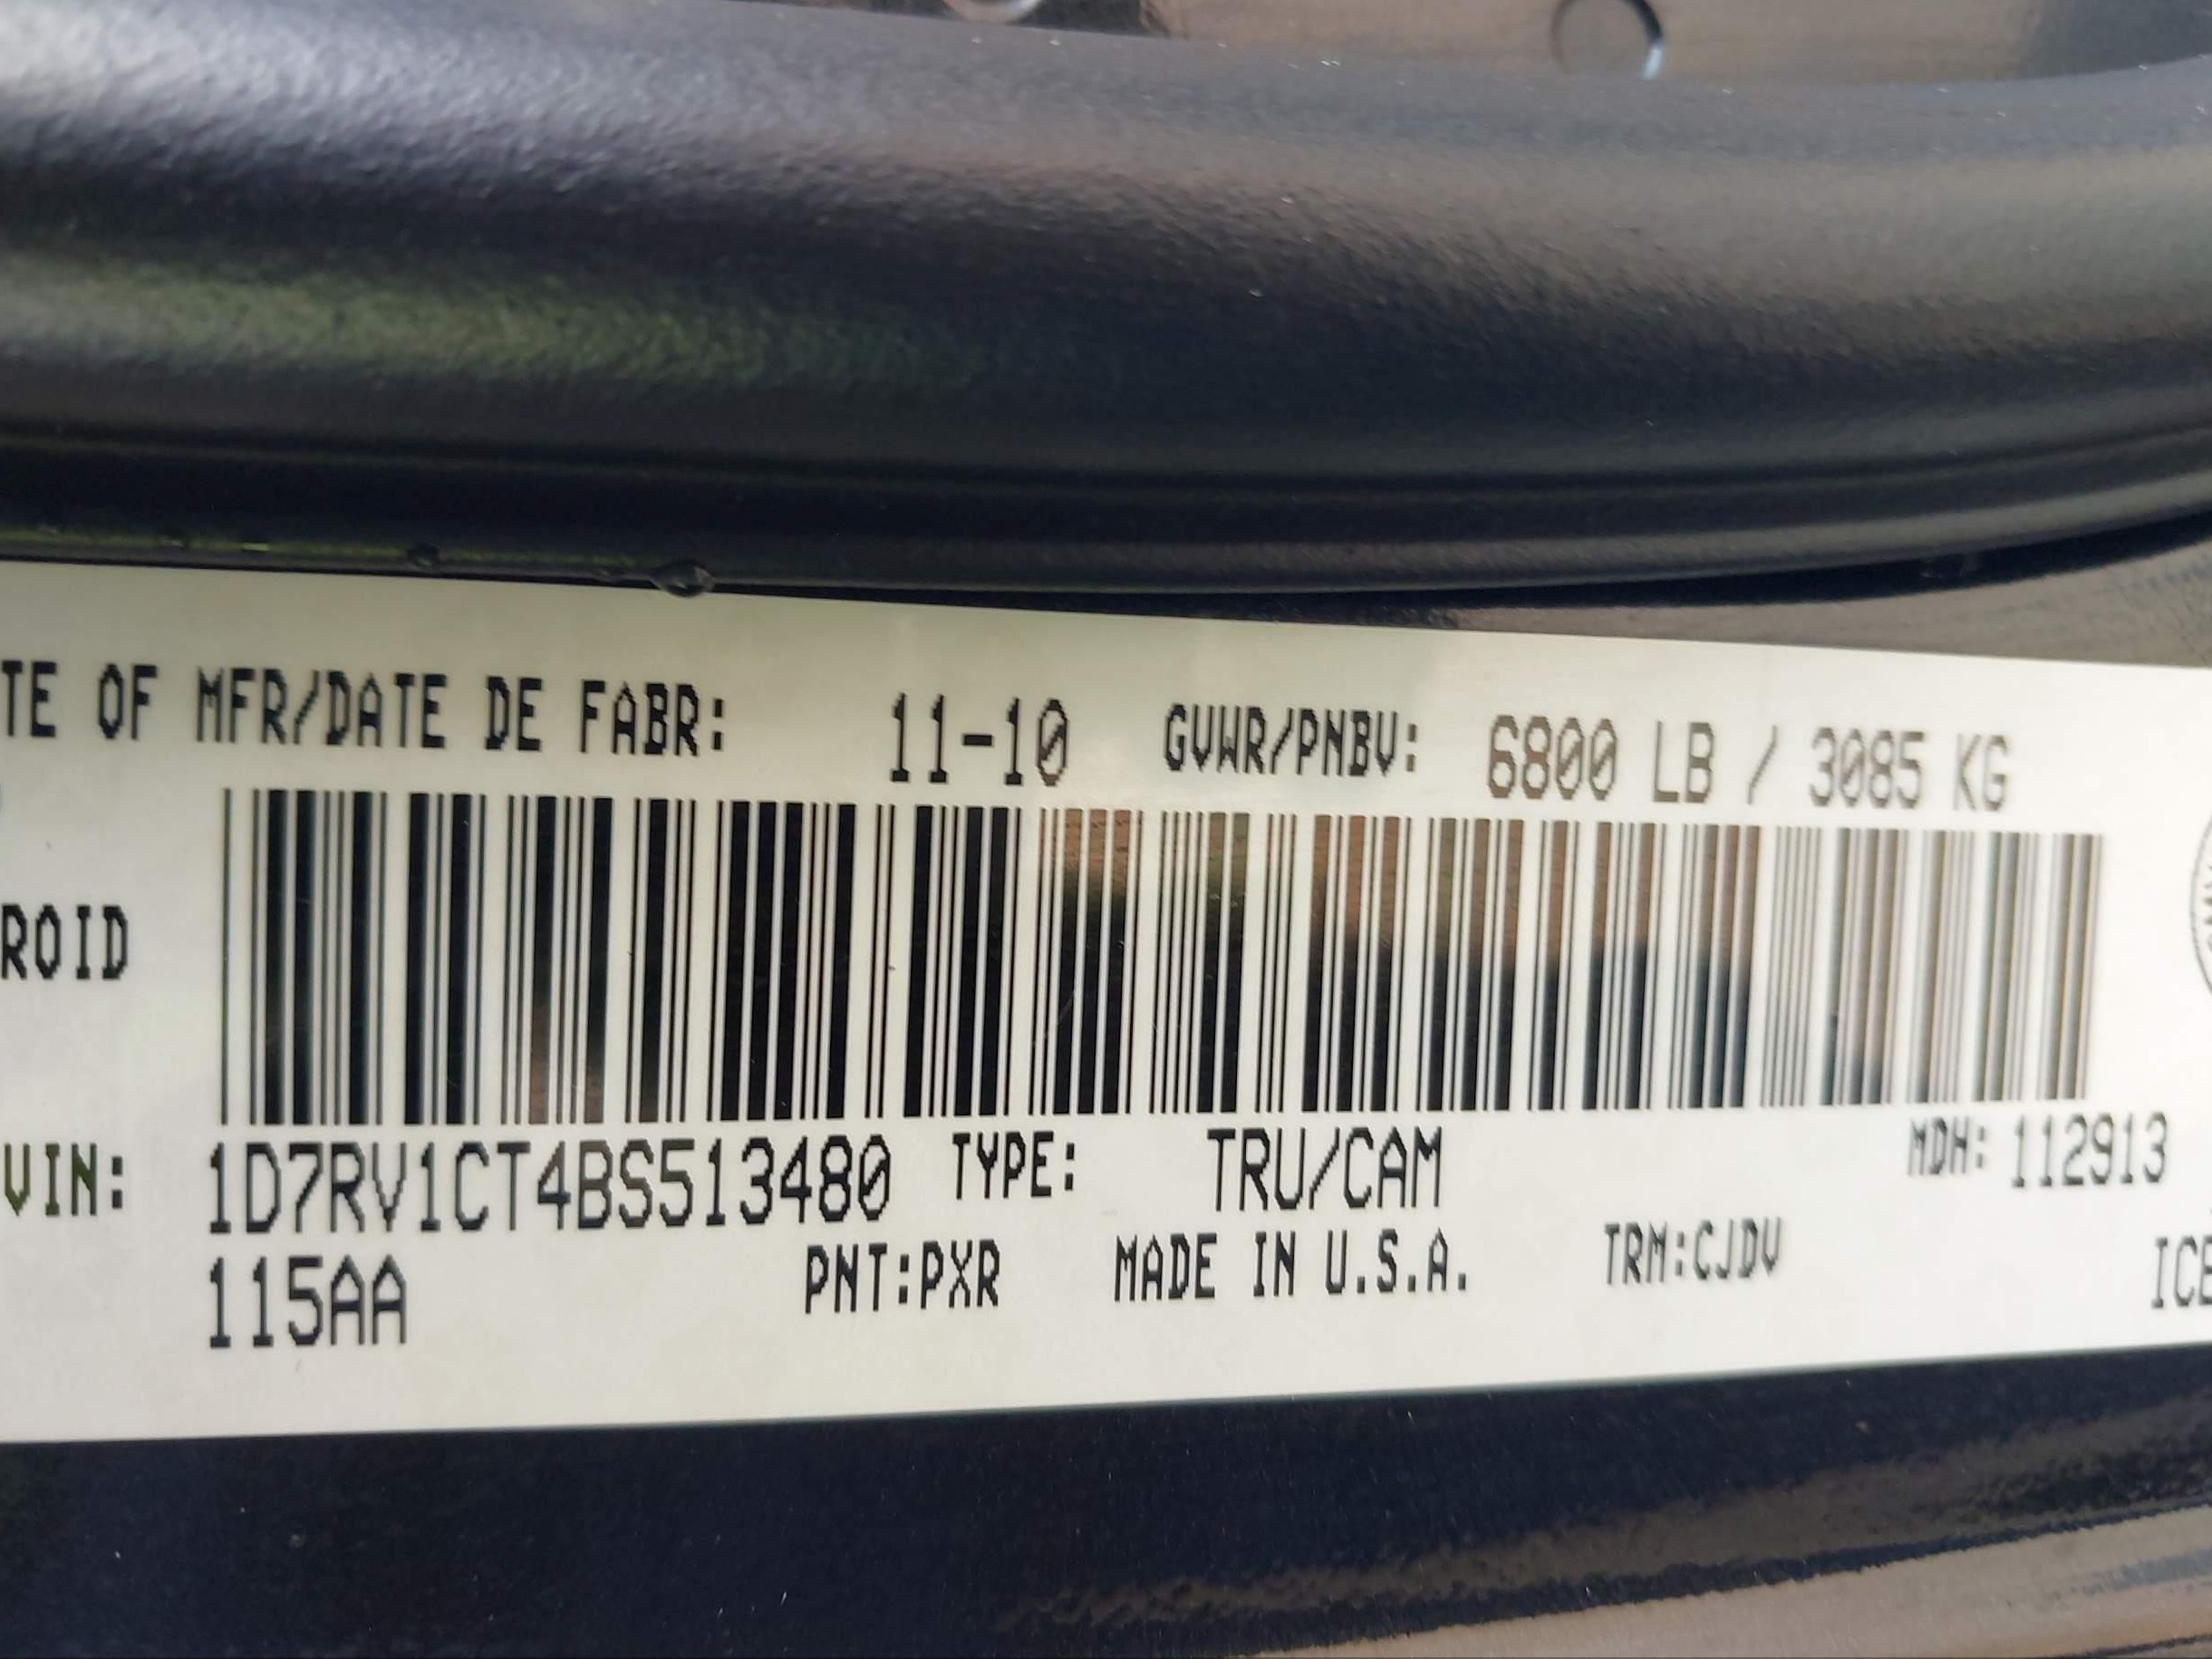 TE OF MFR/DATE DE FABR: 11-10 GVWR/PNBV: 6800 LB / 3085 KG
ROID
VIN: 1D7RV1CT4BS513480 TYPE: TRU/CAM MDH: 112913
115AA PNT:PXR MADE IN U.S.A. TRM:CJDV ICE